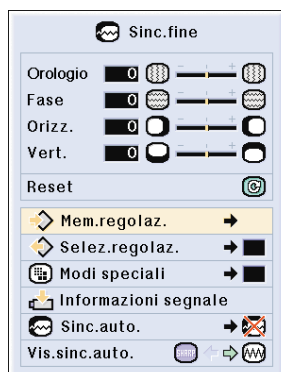 Sinc.fine
Orologio 0 - +
Fase 0
Orizz. 0
Vert. 0
Reset
Mem.regolaz.
Selez.regolaz.
Modi speciali
Informazioni segnale
Sinc.auto.
Vis.sinc.auto. SHARP